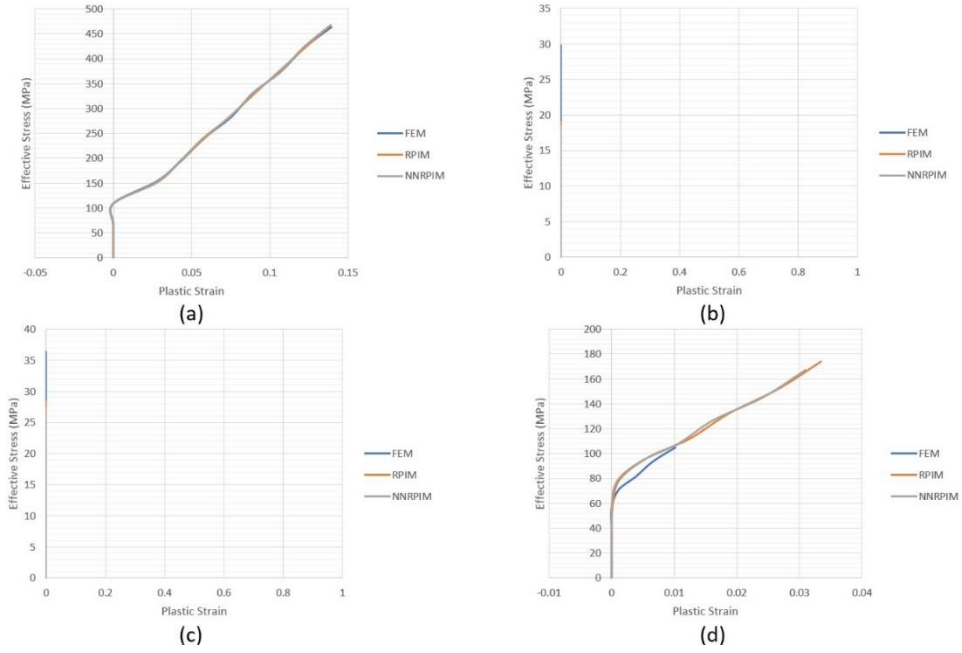 500
450
400
350
300
250
200
150
100
50
0
-0.05 0 0.05 0.1 0.15
Effective Stress (MPa)
Plastic Strain
FEM
RPIM
NNRPIM
(a)
35
30
25
20
15
10
5
0
0 0.2 0.4 0.6 0.8 1
Effective Stress (MPa)
Plastic Strain
FEM
RPIM
NNRPIM
(b)
40
35
30
25
20
15
10
5
0
0 0.2 0.4 0.6 0.8 1
Effective Stress (MPa)
Plastic Strain
FEM
RPIM
NNRPIM
(c)
200
180
160
140
120
100
80
60
40
20
0
-0.01 0 0.01 0.02 0.03 0.04
Effective Stress (MPa)
Plastic Strain
FEM
RPIM
NNRPIM
(d)